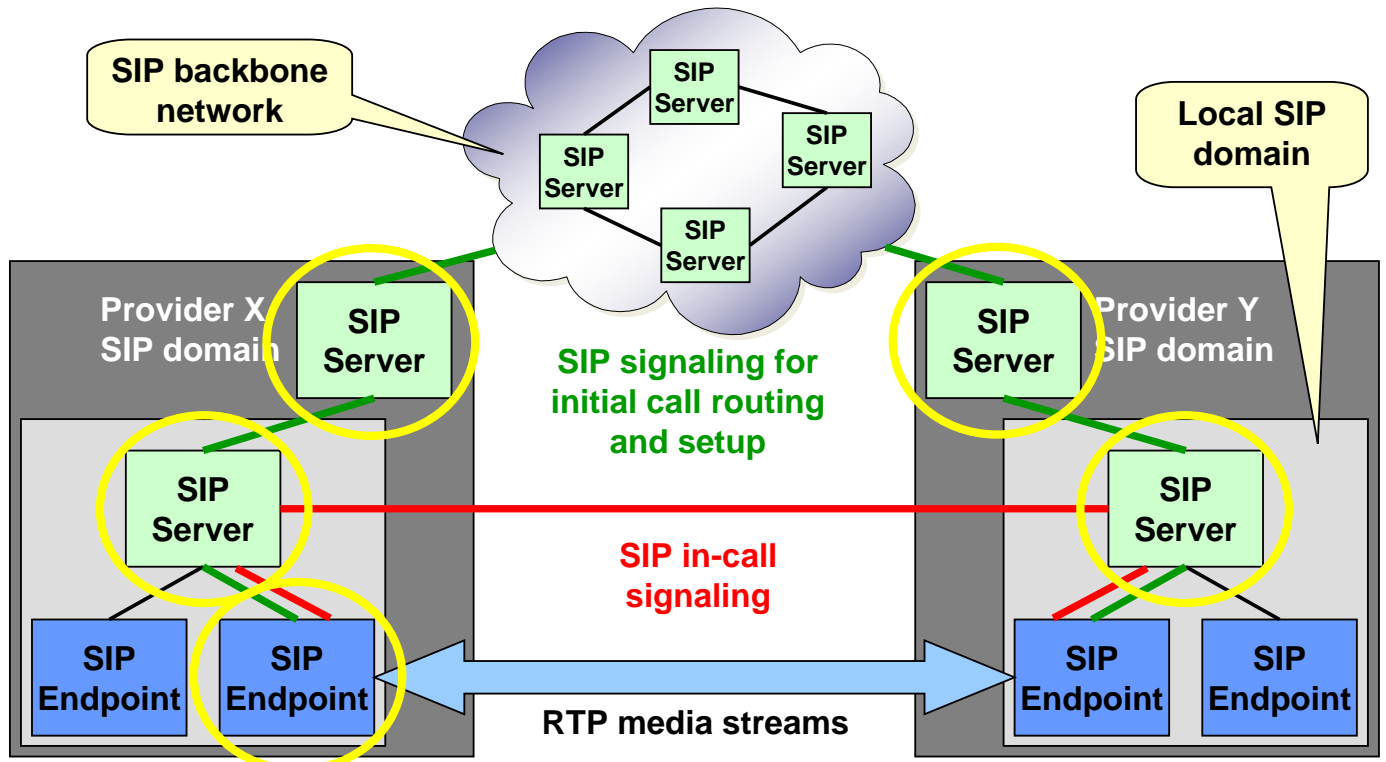 SIP backbone
network
SIP
Server
SIP
Server
SIP
Server
SIP
Server
Local SIP
domain
Provider X
SIP domain
SIP
Server
SIP signaling for
initial call routing
and setup
SIP
Server
Provider Y
SIP domain
SIP
Server
SIP in-call
signaling
SIP
Server
SIP
Endpoint
SIP
Endpoint
RTP media streams
SIP
Endpoint
SIP
Endpoint